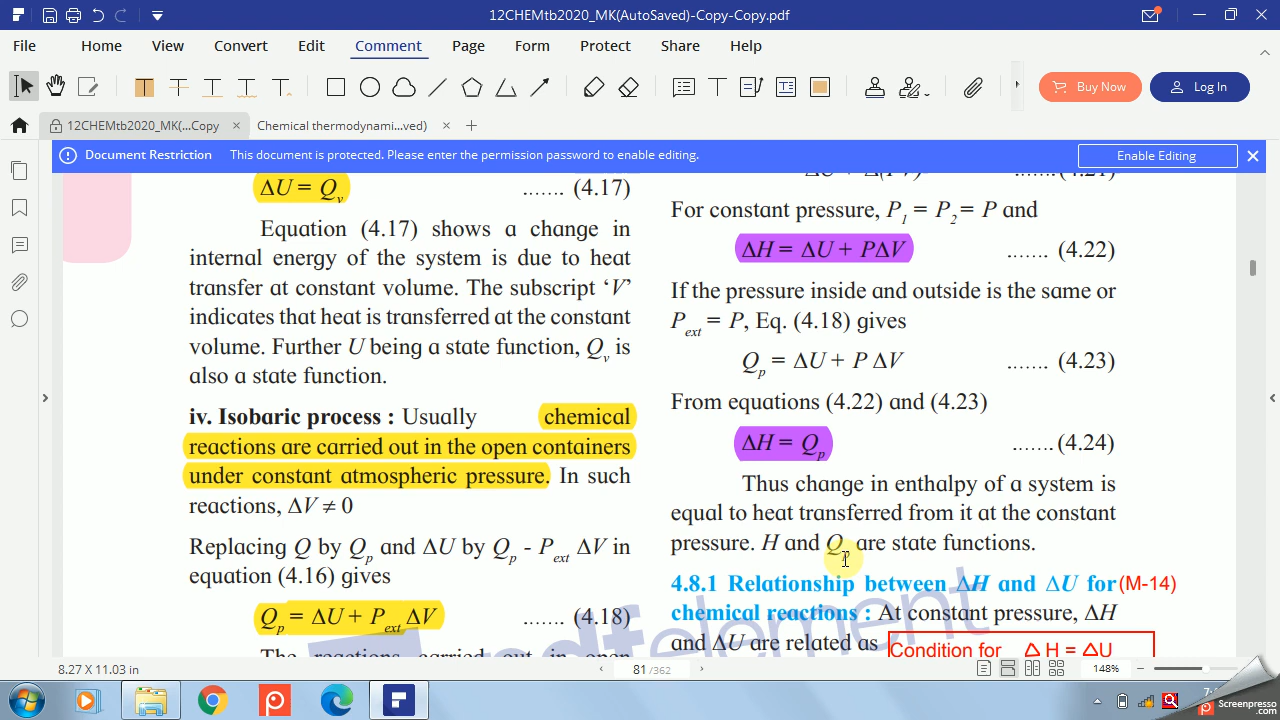 12CHEMtb2020_MK(AutoSaved)-Copy-Copy.pdf
File Home View Convert Edit Comment Page Form Protect Share Help
Buy Now Log In
12CHEMtb2020_MK(...Copy × Chemical thermodynami...ved) × +
Document Restriction This document is protected. Please enter the permission password to enable editing. Enable Editing
ΔU = Qv ...... (4.17)
Equation (4.17) shows a change in
internal energy of the system is due to heat
transfer at constant volume. The subscript ‘V’
indicates that heat is transferred at the constant
volume. Further U being a state function, Qv is
also a state function.
iv. Isobaric process : Usually chemical
reactions are carried out in the open containers
under constant atmospheric pressure. In such
reactions, ΔV ≠ 0
Replacing Q by Qp and ΔU by Qp - Pext ΔV in
equation (4.16) gives
Qp = ΔU + Pext ΔV ...... (4.18)
The reactions carried out in open
For constant pressure, P1 = P2 = P and
ΔH = ΔU + PΔV ...... (4.22)
If the pressure inside and outside is the same or
Pext = P, Eq. (4.18) gives
Qp = ΔU + P ΔV ...... (4.23)
From equations (4.22) and (4.23)
ΔH = Qp ...... (4.24)
Thus change in enthalpy of a system is
equal to heat transferred from it at the constant
pressure. H and Qp are state functions.
4.8.1 Relationship between ΔH and ΔU for (M-14)
chemical reactions : At constant pressure, ΔH
and ΔU are related as Condition for Δ H = ΔU
8.27 X 11.03 in 81 /362 148%
Screenpresso
.com